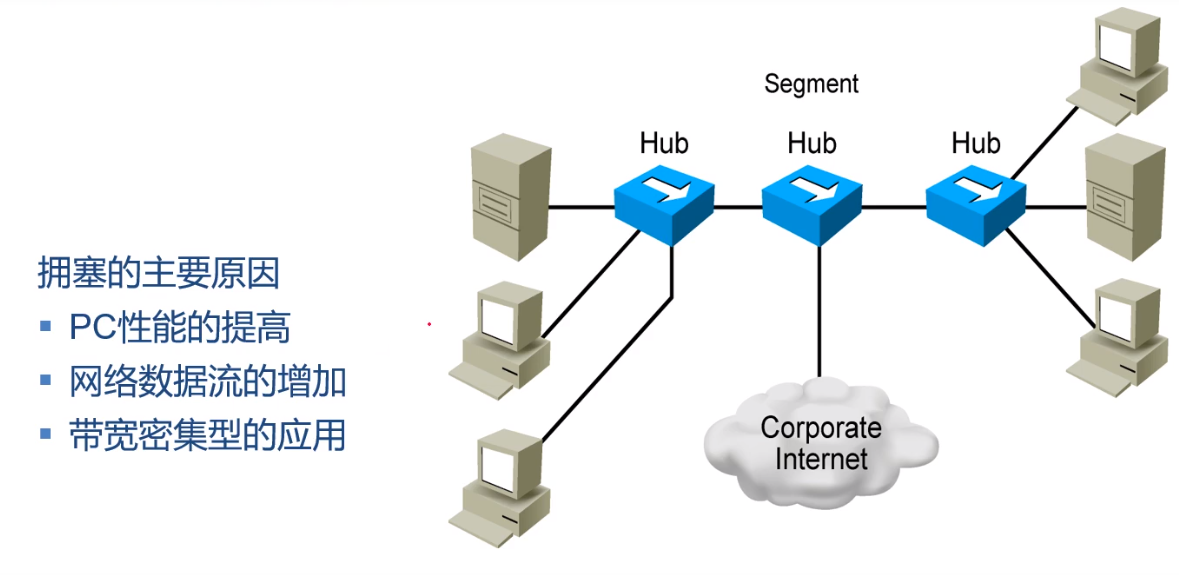 拥塞的主要原因
PC性能的提高
网络数据流的增加
带宽密集型的应用
Segment
Hub
Hub
Hub
Corporate
Internet